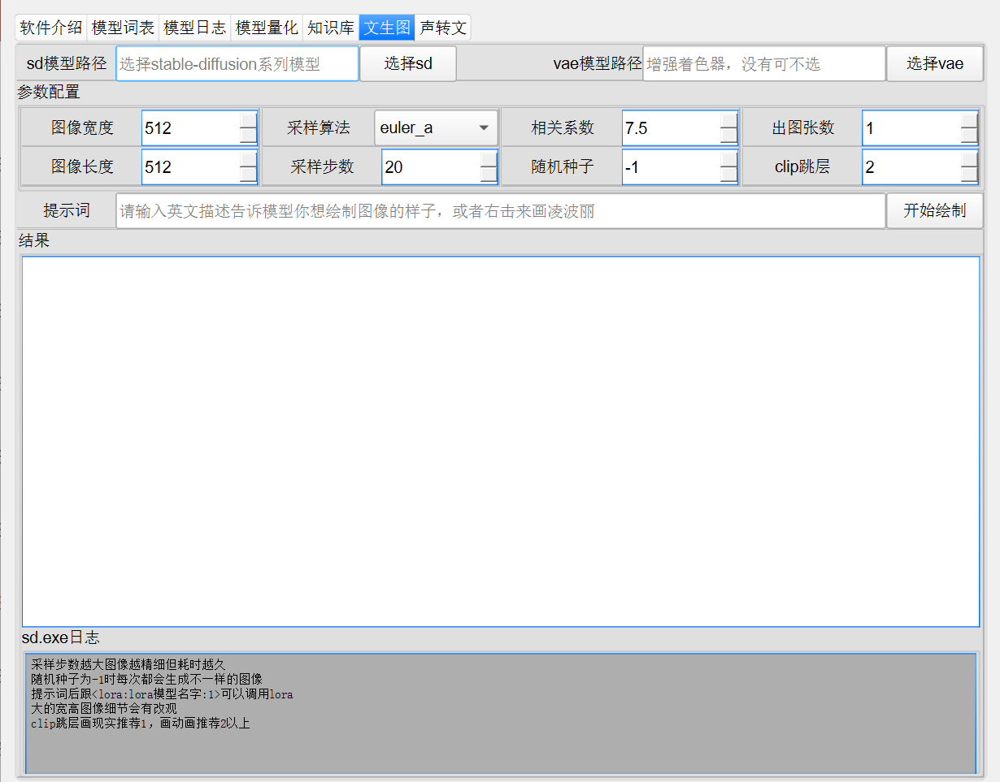 软件介绍 模型词表 模型日志 模型量化 知识库 文生图 声转文
sd模型路径 选择stable-diffusion系列模型 选择sd vae模型路径 增强着色器，没有可不选 选择vae
参数配置
图像宽度 512 采样算法 euler_a 相关系数 7.5 出图张数 1
图像长度 512 采样步数 20 随机种子 -1 clip跳层 2
提示词 请输入英文描述告诉模型你想绘制图像的样子，或者右击来画凌波丽 开始绘制
结果
sd.exe日志
采样步数越大图像越精细但耗时越久
随机种子为-1时每次都会生成不一样的图像
提示词后跟<lora:lora模型名字:1>可以调用lora
大的宽高图像细节会有改观
clip跳层画现实推荐1，画动画推荐2以上